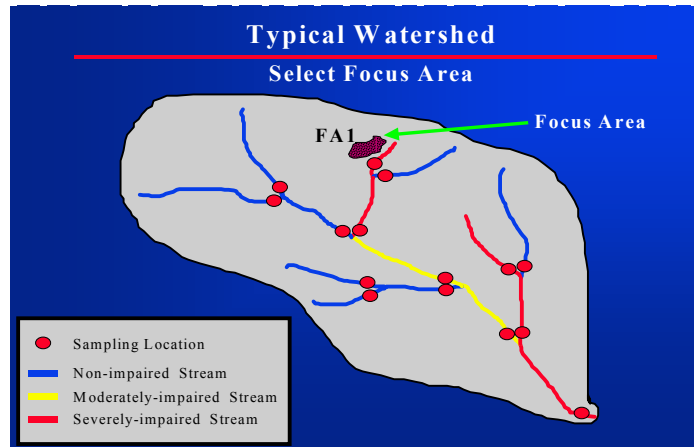 Typical Watershed
Select Focus Area
FA1
Focus Area
Sampling Location
Non-impaired Stream
Moderately-impaired Stream
Severely-impaired Stream